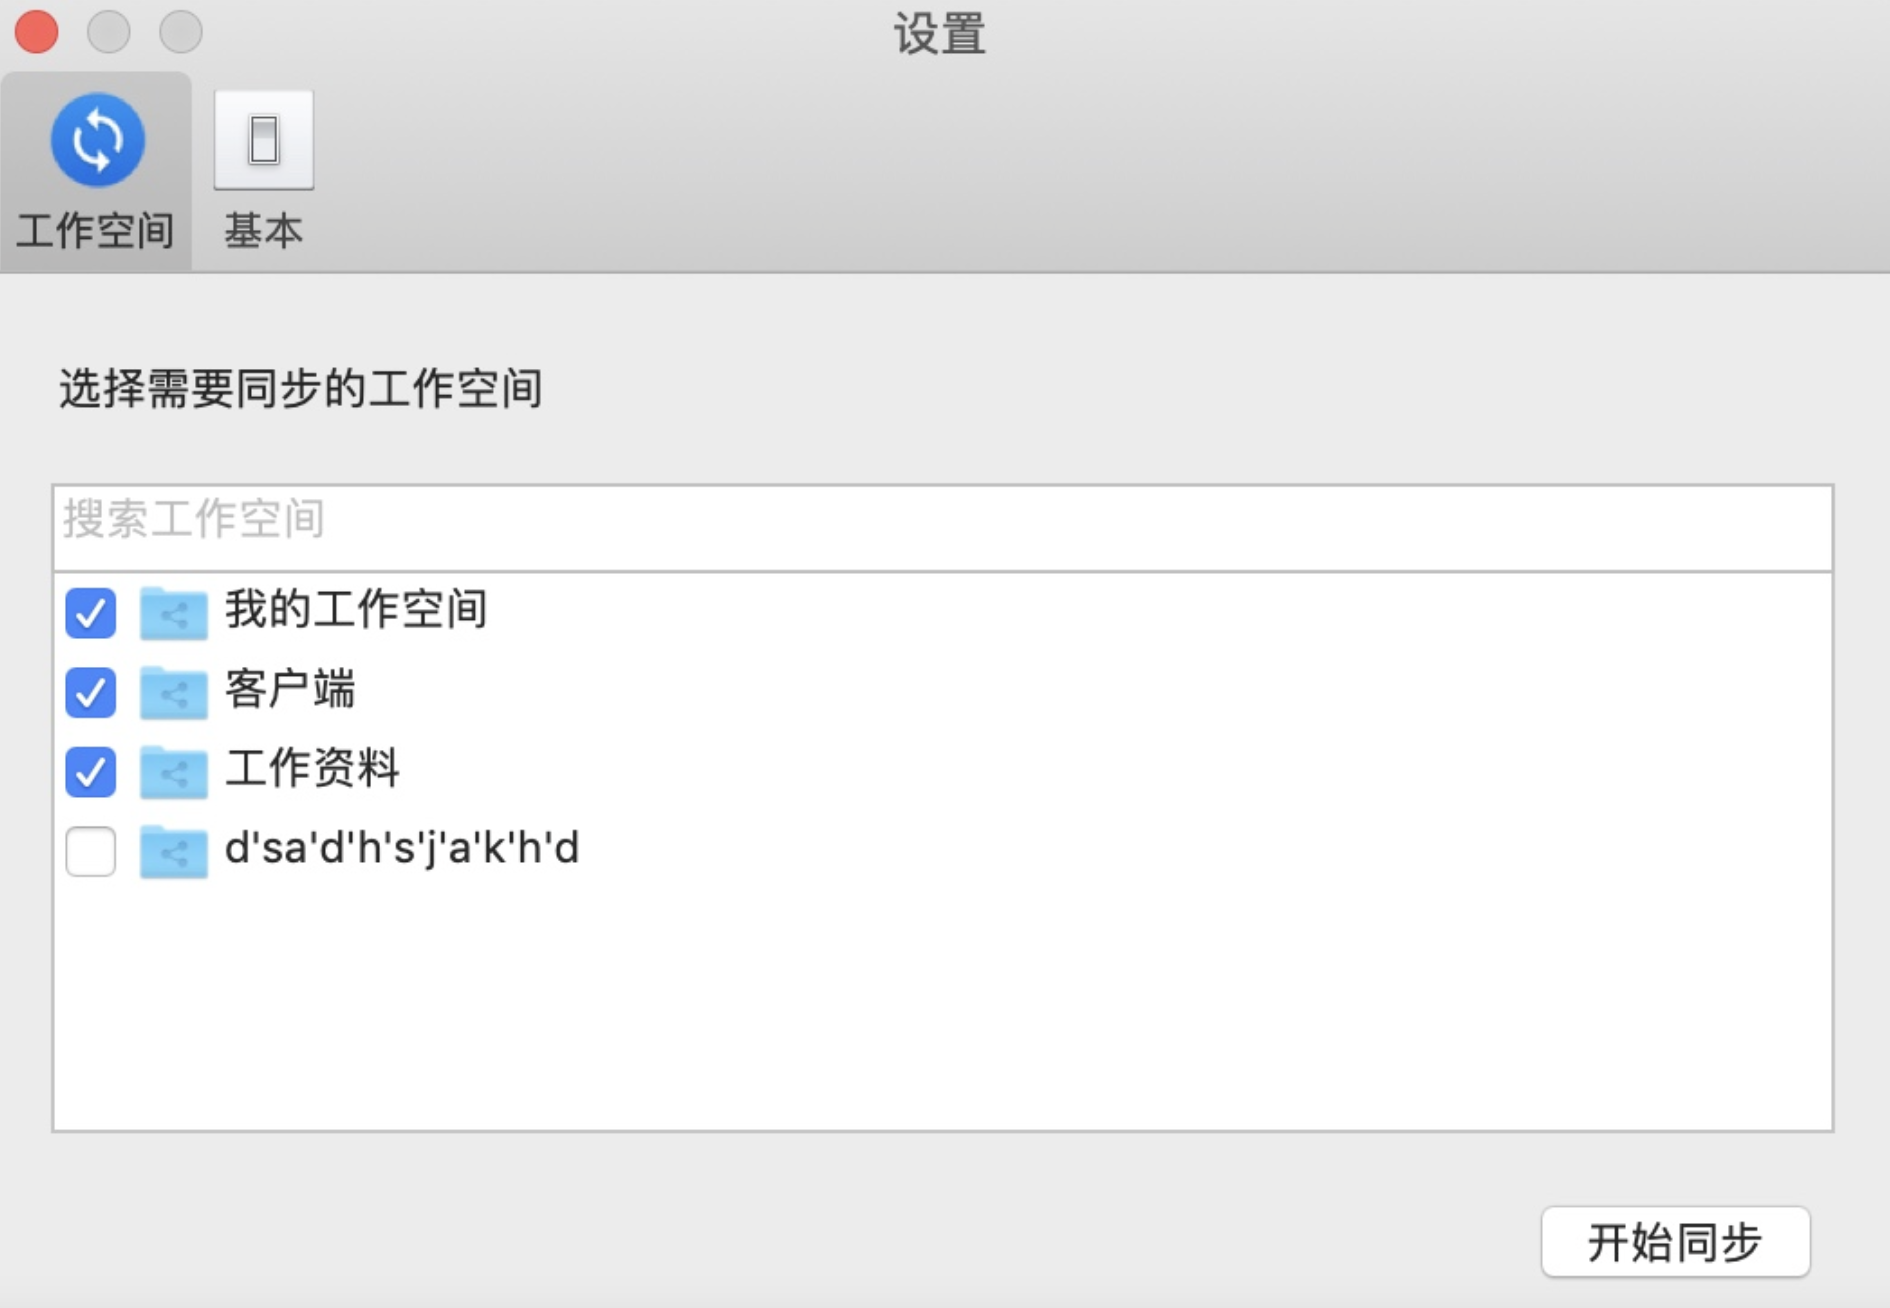 设置
工作空间
基本
选择需要同步的工作空间
搜索工作空间
我的工作空间
客户端
工作资料
d'sa'd'h's'j'a'k'h'd
开始同步